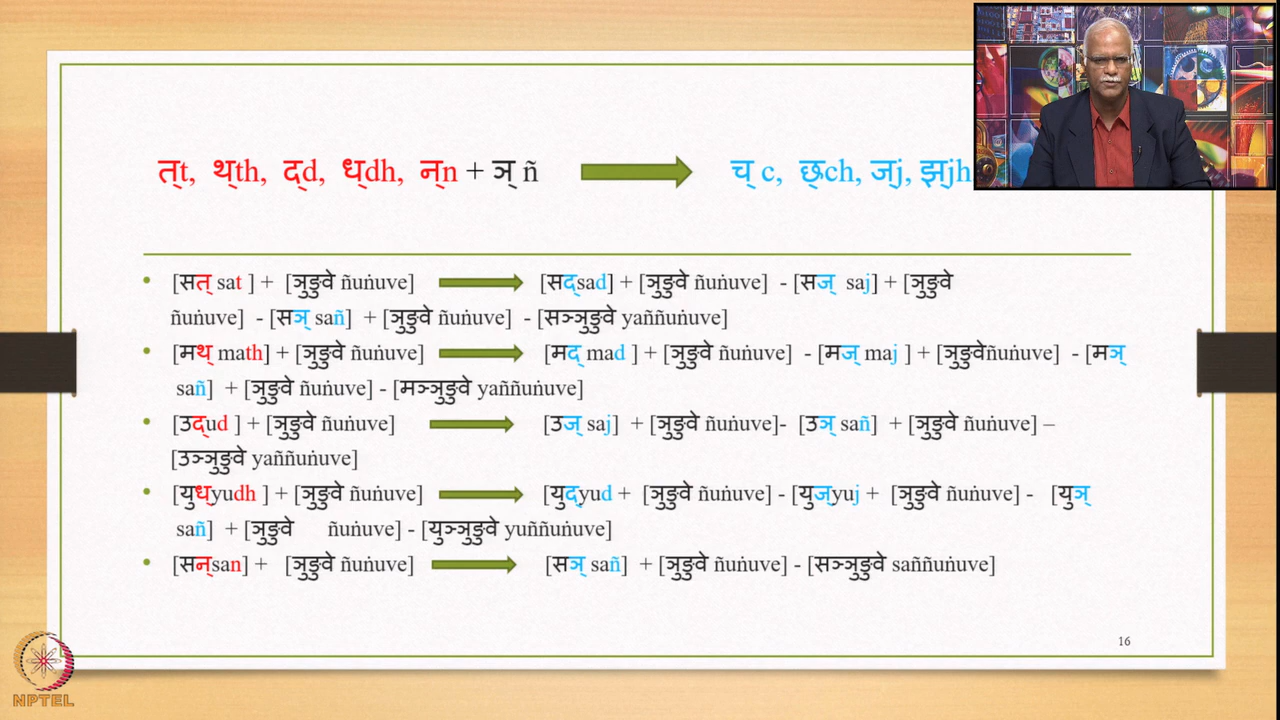 त्t, थ्th, द्d, ध्dh, न्n + ञ् ñ च् c, छ्ch, ज्j, झ्jh
• [सत् sat ] + [ञुङुवे ñuṅuve] [सद्sad] + [ञुङुवे ñuṅuve] - [सज् saj] + [ञुङुवे
ñuṅuve] - [सञ् sañ] + [ञुङुवे ñuṅuve] - [सञ्ञुङुवे yaññuṅuve]
• [मथ् math] + [ञुङुवे ñuṅuve] [मद् mad ] + [ञुङुवे ñuṅuve] - [मज् maj ] + [ञुङुवेñuṅuve] - [मञ्
sañ] + [ञुङुवे ñuṅuve] - [मञ्ञुङुवे yaññuṅuve]
• [उद्ud ] + [ञुङुवे ñuṅuve] [उज् saj] + [ञुङुवे ñuṅuve]- [उञ् sañ] + [ञुङुवे ñuṅuve] –
[उञ्ञुङुवे yaññuṅuve]
• [युध्yudh ] + [ञुङुवे ñuṅuve] [युद्yud + [ञुङुवे ñuṅuve] - [युज्yuj + [ञुङुवे ñuṅuve] - [युञ्
sañ] + [ञुङुवे ñuṅuve] - [युञ्ञुङुवे yuññuṅuve]
• [सन्san] + [ञुङुवे ñuṅuve] [सञ् sañ] + [ञुङुवे ñuṅuve] - [सञ्ञुङुवे saññuṅuve]
16
NPTEL